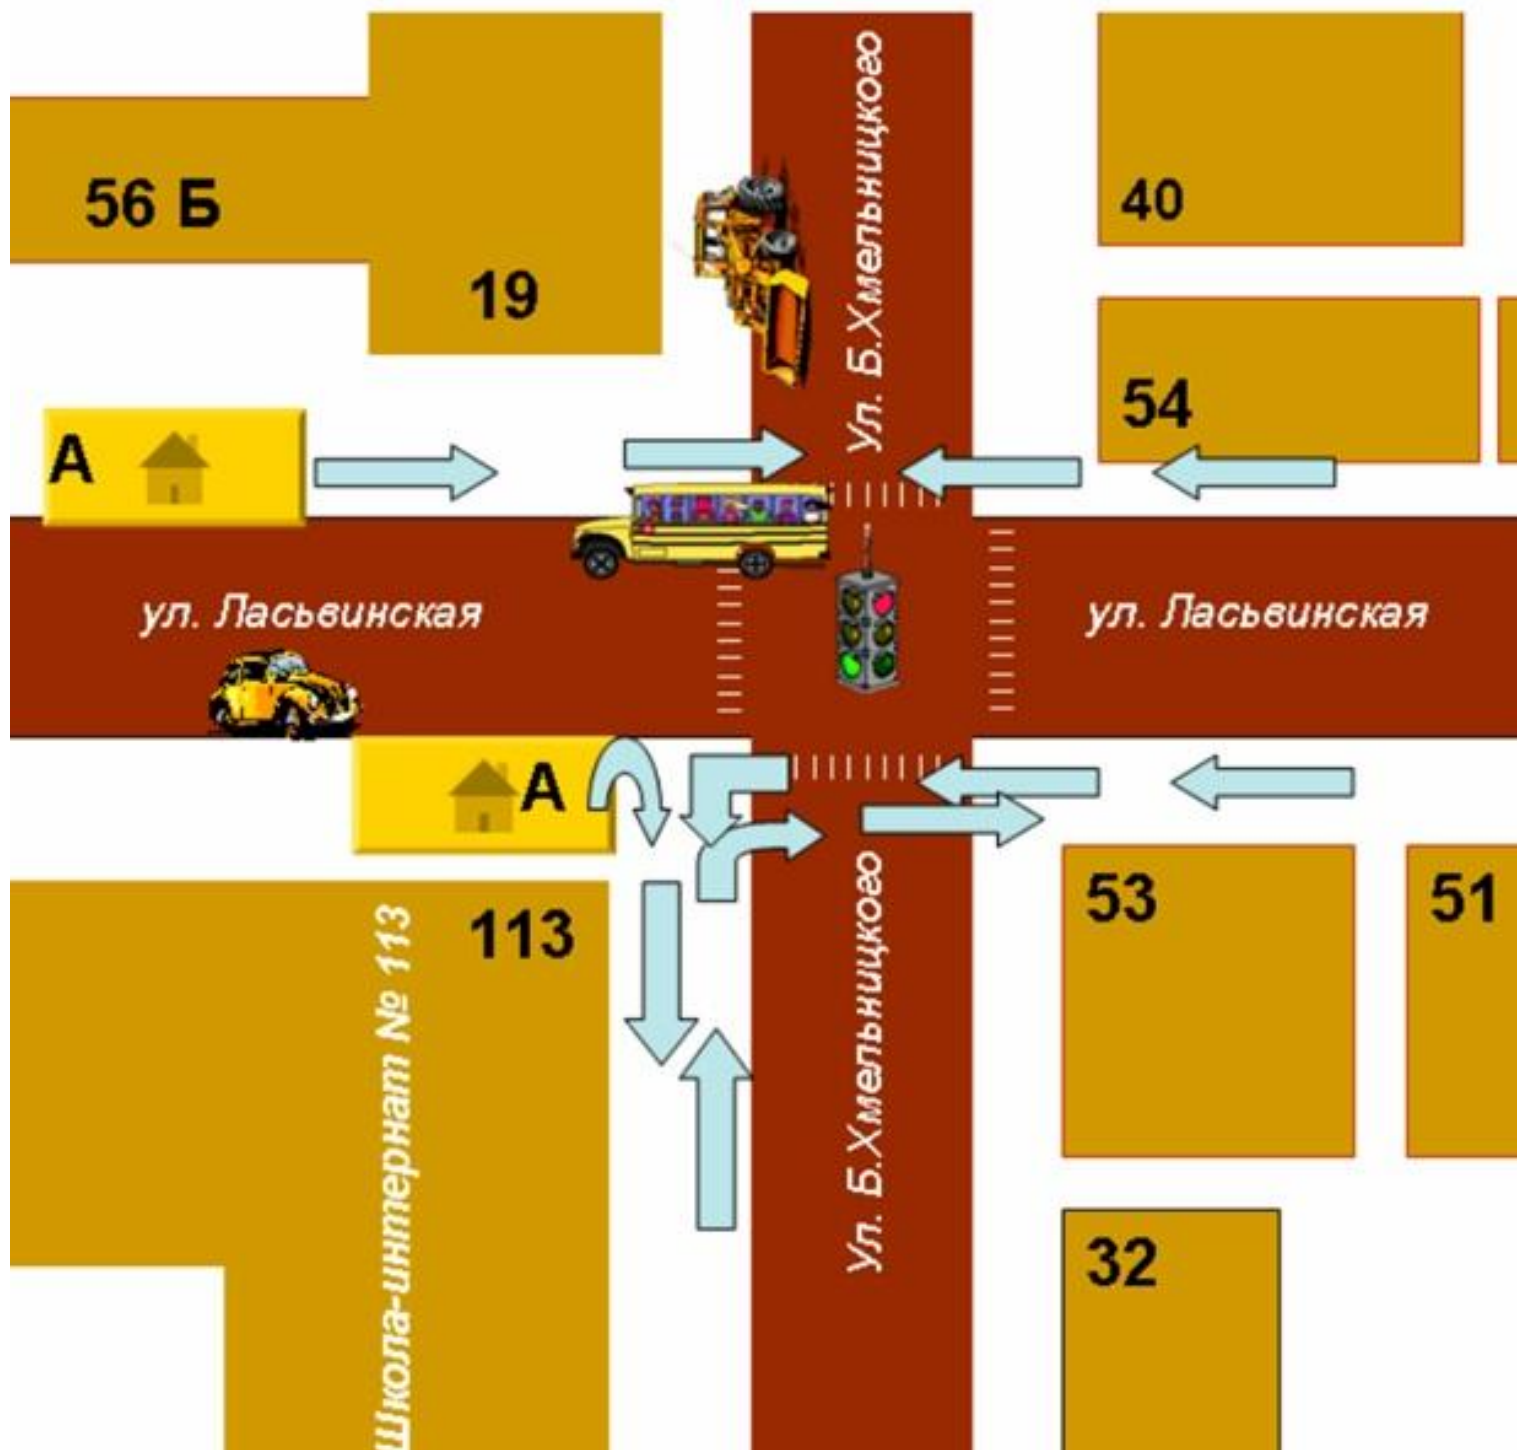 Ул. Б.Хмельницкого
40
56 Б
19
54
А
ул. Ласьвинская
ул. Ласьвинская
А
113
53
51
Школа-интернат № 113
Ул. Б.Хмельницкого
32